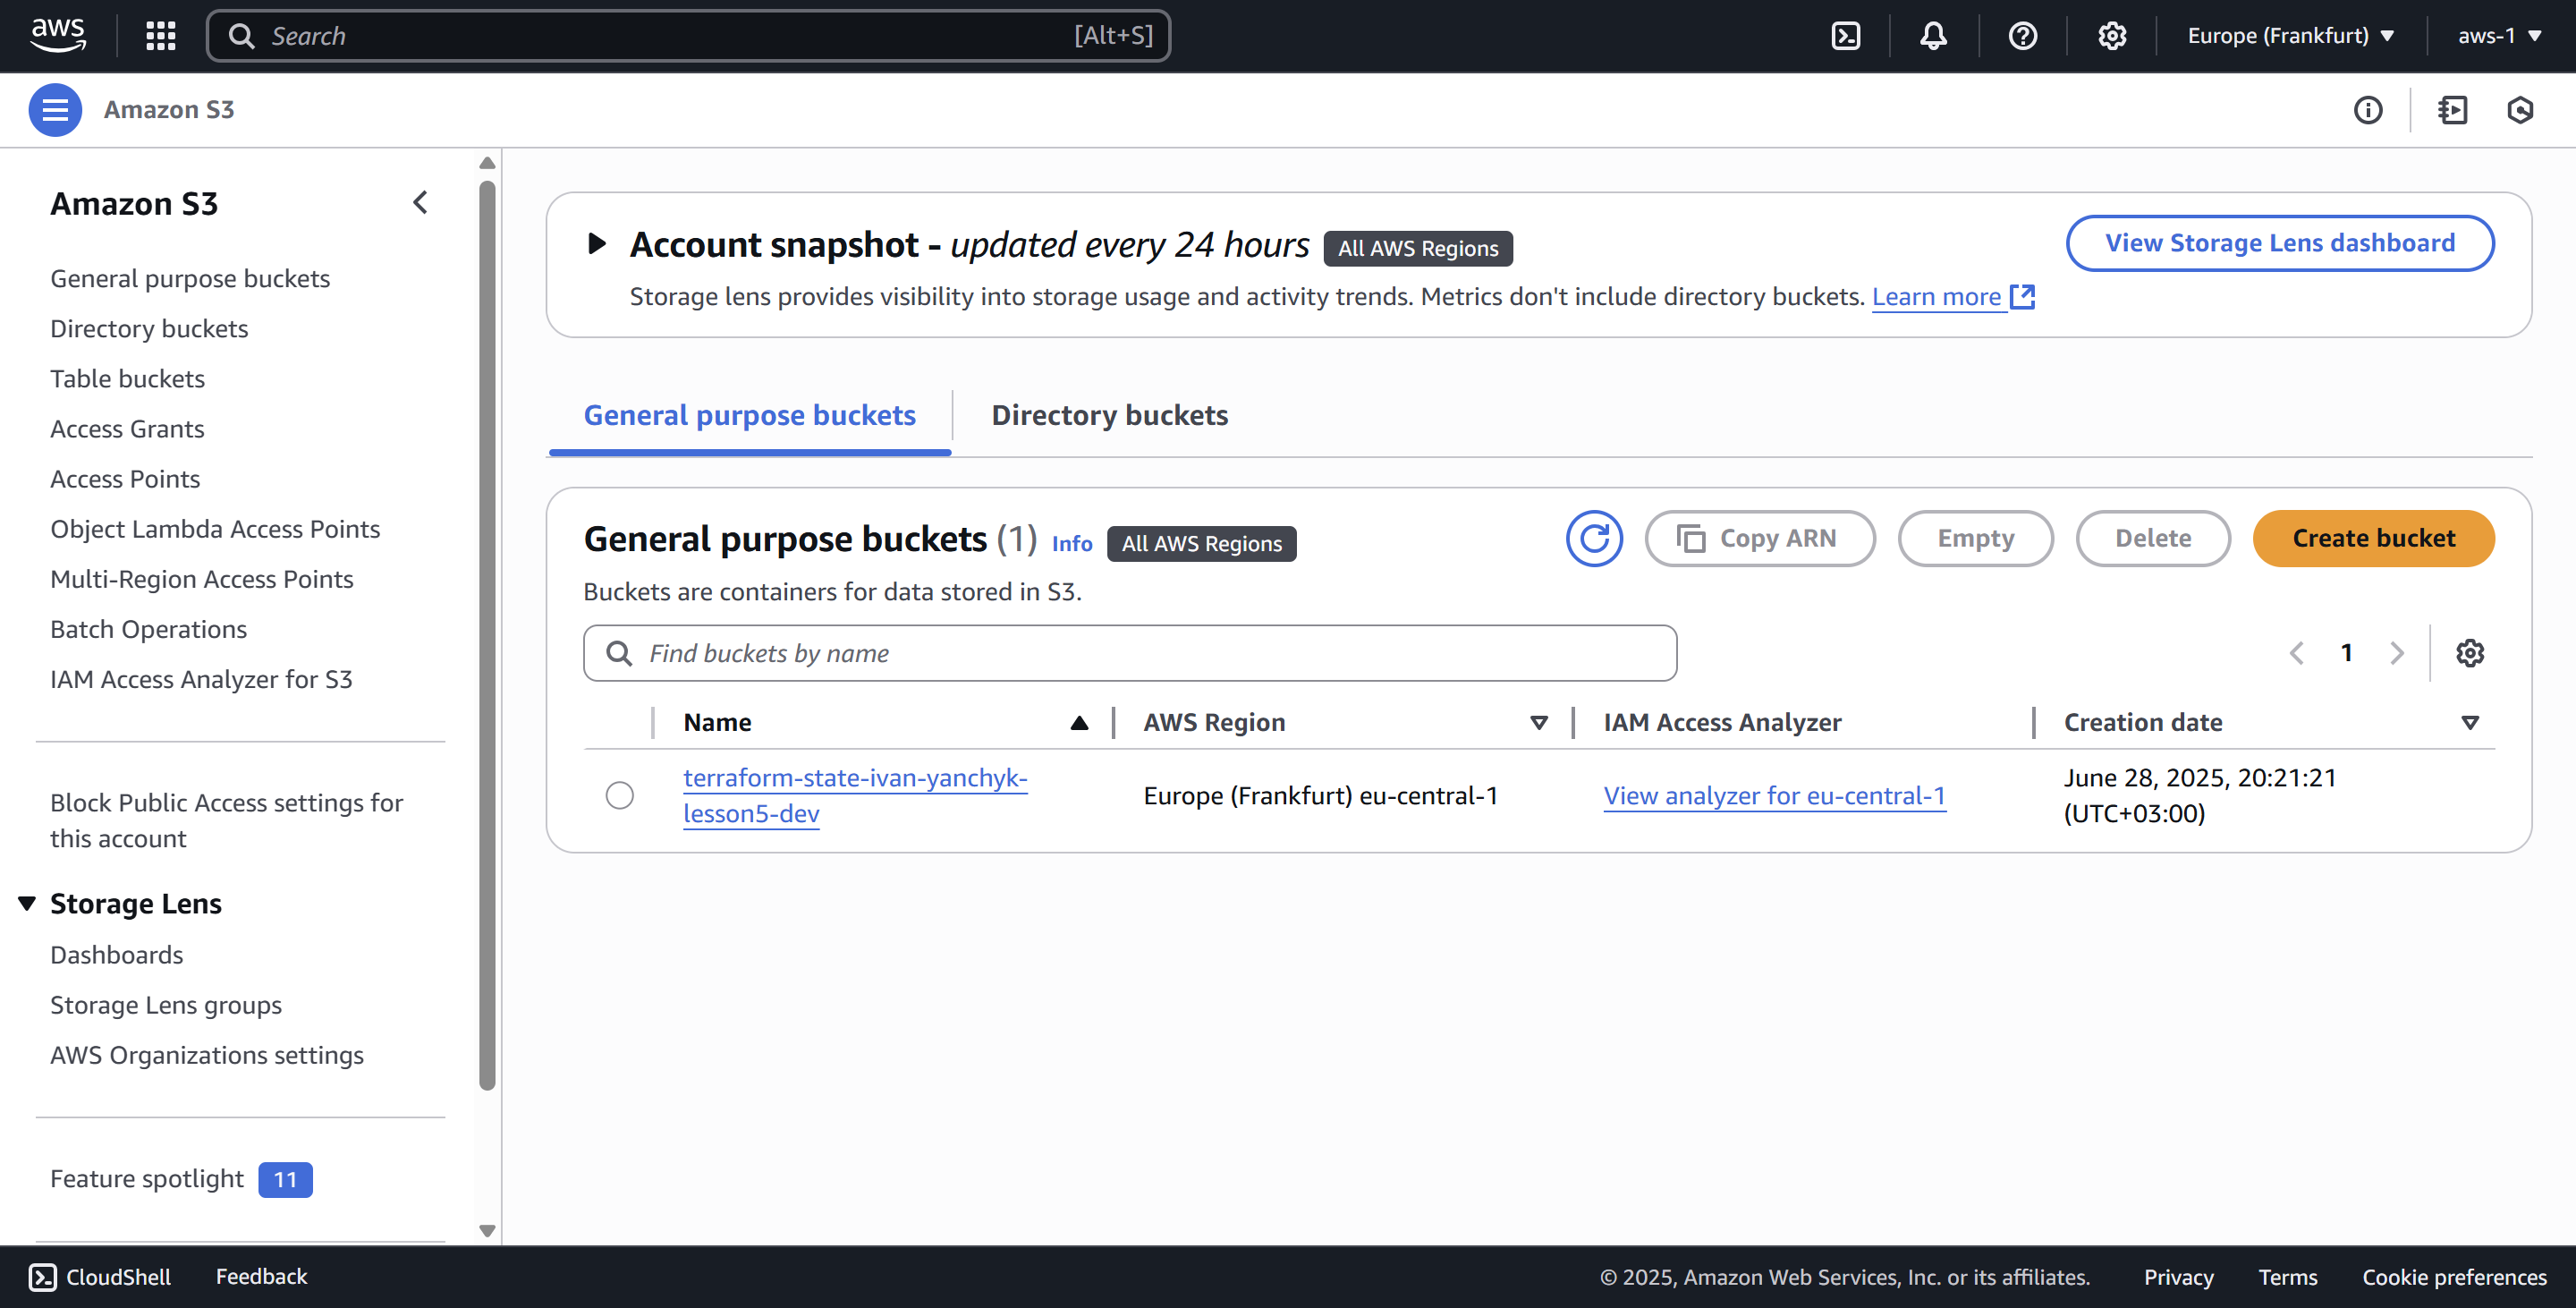 aws
Search [Alt+S]
Europe (Frankfurt)
aws-1
Amazon S3
Amazon S3
General purpose buckets
Directory buckets
Table buckets
Access Grants
Access Points
Object Lambda Access Points
Multi-Region Access Points
Batch Operations
IAM Access Analyzer for S3
Block Public Access settings for
this account
Storage Lens
Dashboards
Storage Lens groups
AWS Organizations settings
Feature spotlight 11
Account snapshot - updated every 24 hours All AWS Regions
View Storage Lens dashboard
Storage lens provides visibility into storage usage and activity trends. Metrics don't include directory buckets. Learn more
General purpose buckets
Directory buckets
General purpose buckets (1) Info All AWS Regions
Copy ARN
Empty
Delete
Create bucket
Buckets are containers for data stored in S3.
Find buckets by name
1
Name
AWS Region
IAM Access Analyzer
Creation date
terraform-state-ivan-yanchyk-
lesson5-dev
Europe (Frankfurt) eu-central-1
View analyzer for eu-central-1
June 28, 2025, 20:21:21
(UTC+03:00)
CloudShell
Feedback
© 2025, Amazon Web Services, Inc. or its affiliates.
Privacy
Terms
Cookie preferences